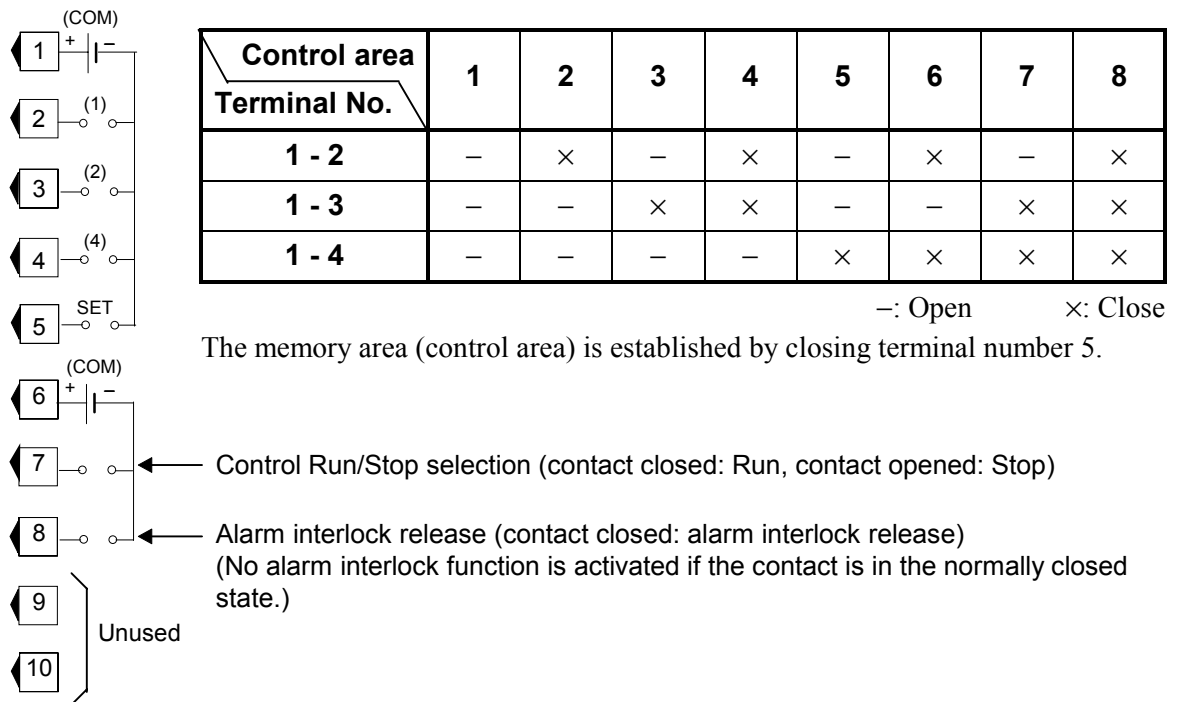 (COM)
1 + −
2 (1)
3 (2)
4 (4)
5 SET
Control area 1 2 3 4 5 6 7 8
Terminal No.
1 - 2 − × − × − × − ×
1 - 3 − − × × − − × ×
1 - 4 − − − − × × × ×
−: Open ×: Close
The memory area (control area) is established by closing terminal number 5.
(COM)
6 + −
7 Control Run/Stop selection (contact closed: Run, contact opened: Stop)
8 Alarm interlock release (contact closed: alarm interlock release)
(No alarm interlock function is activated if the contact is in the normally closed
state.)
9
Unused
10